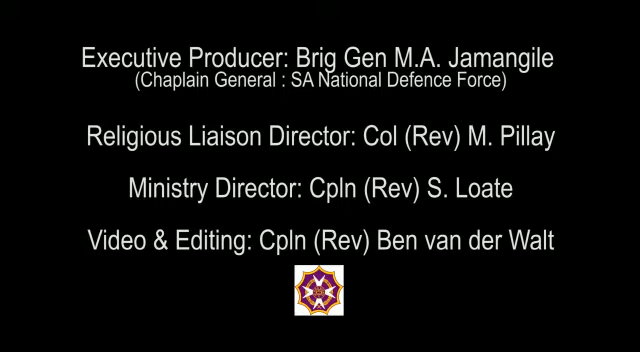 Executive Producer: Brig Gen M.A. Jamangile
(Chaplain General : SA National Defence Force)
Religious Liaison Director: Col (Rev) M. Pillay
Ministry Director: Cpln (Rev) S. Loate
Video & Editing: Cpln (Rev) Ben van der Walt